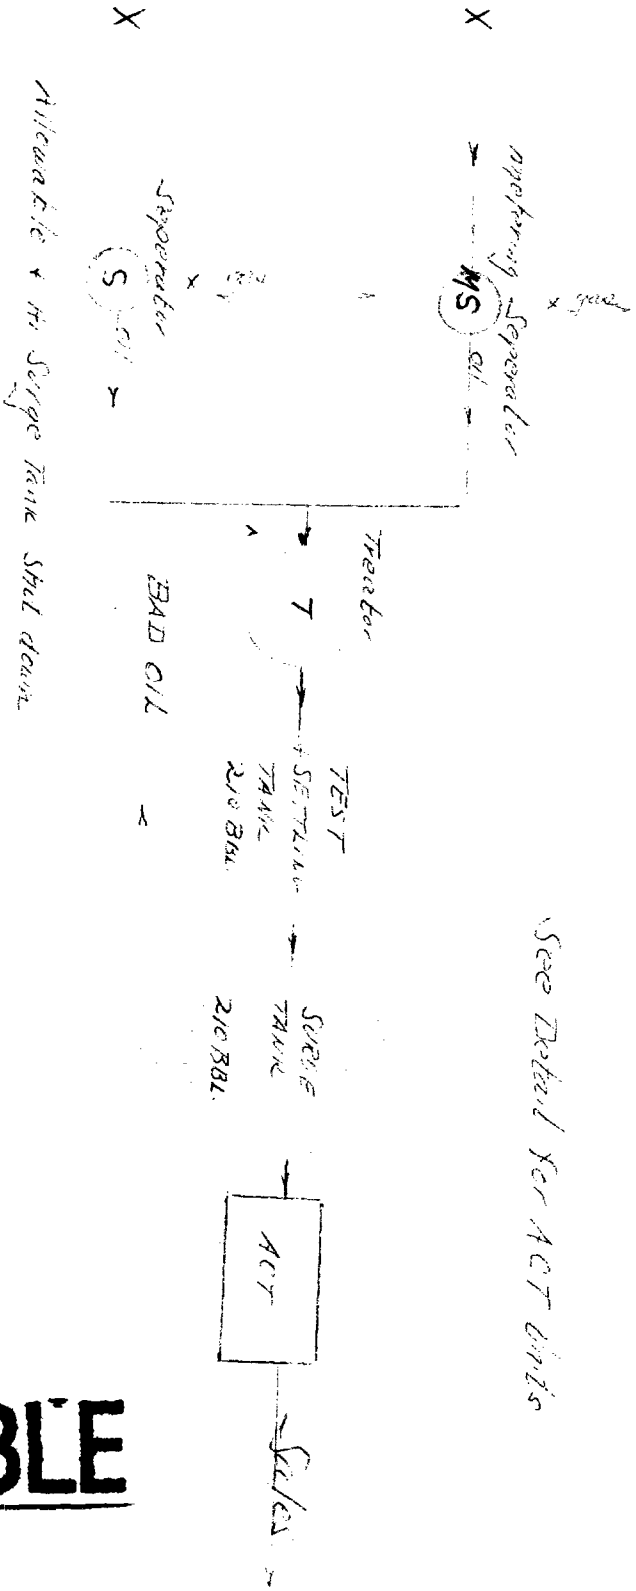 X
X
Metering Separator
gas
MS
oil
Separator
gas
S
oil
Allowable + Hi Surge Tank Shut down
Treater
T
BAD OIL
TEST
+ SETTLING
TANK
210 BBL.
SURGE
TANK
210 BBL.
See Detail for ACT Units
ACT
Sales
BLE